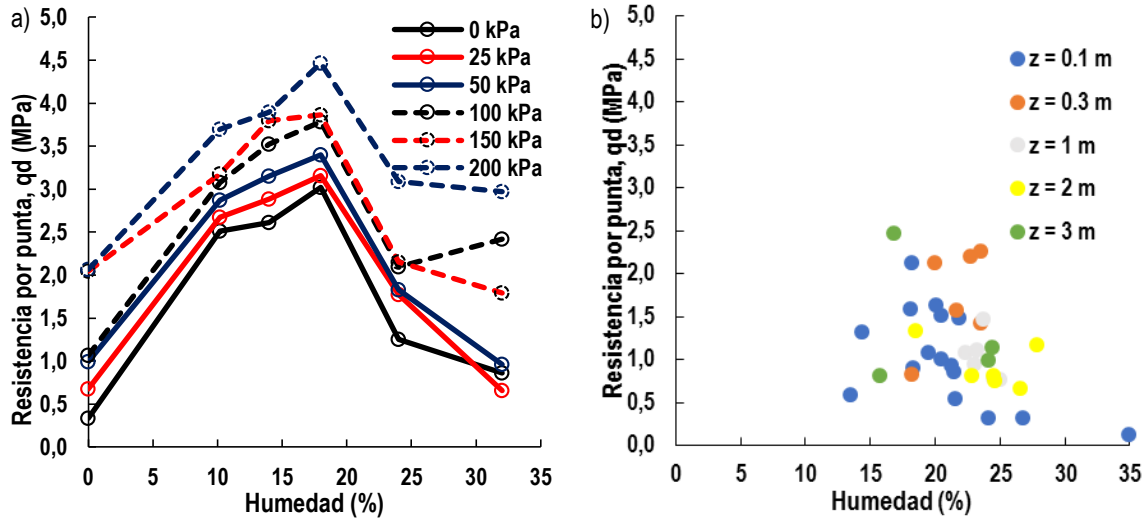 a)
Resistencia por punta, qd (MPa)
5,0
4,5
4,0
3,5
3,0
2,5
2,0
1,5
1,0
0,5
0,0
0 kPa
25 kPa
50 kPa
100 kPa
150 kPa
200 kPa
0 5 10 15 20 25 30 35
Humedad (%)
b)
Resistencia por punta, qd (MPa)
5,0
4,5
4,0
3,5
3,0
2,5
2,0
1,5
1,0
0,5
0,0
z = 0.1 m
z = 0.3 m
z = 1 m
z = 2 m
z = 3 m
0 5 10 15 20 25 30 35
Humedad (%)